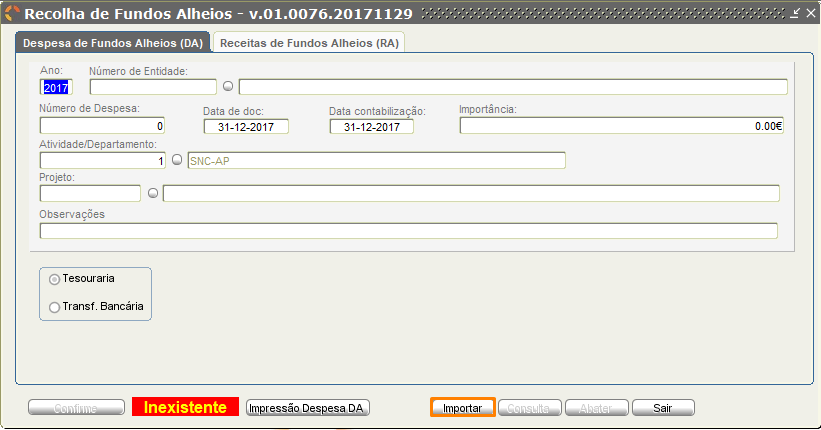 Recolha de Fundos Alheios - v.01.0076.20171129
Despesa de Fundos Alheios (DA) Receitas de Fundos Alheios (RA)
Ano: Número de Entidade:
2017
Número de Despesa: Data de doc: Data contabilização: Importância:
0 31-12-2017 31-12-2017 0.00€
Atividade/Departamento:
1 SNC-AP
Projeto:
Observações
Tesouraria
Transf. Bancária
Confirme Inexistente Impressão Despesa DA Importar Consulta Abater Sair